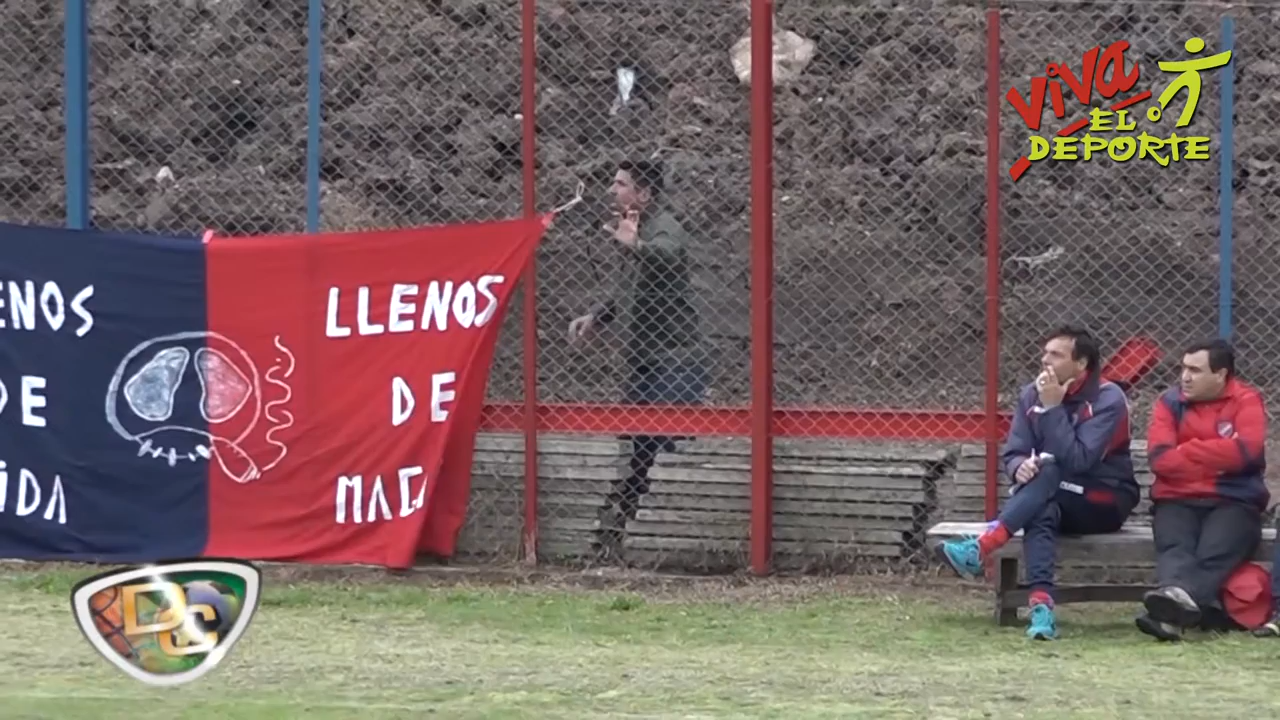 VIVA
EL
DEPORTE
ENOS
DE
IDA
LLENOS
DE
MAG
DC